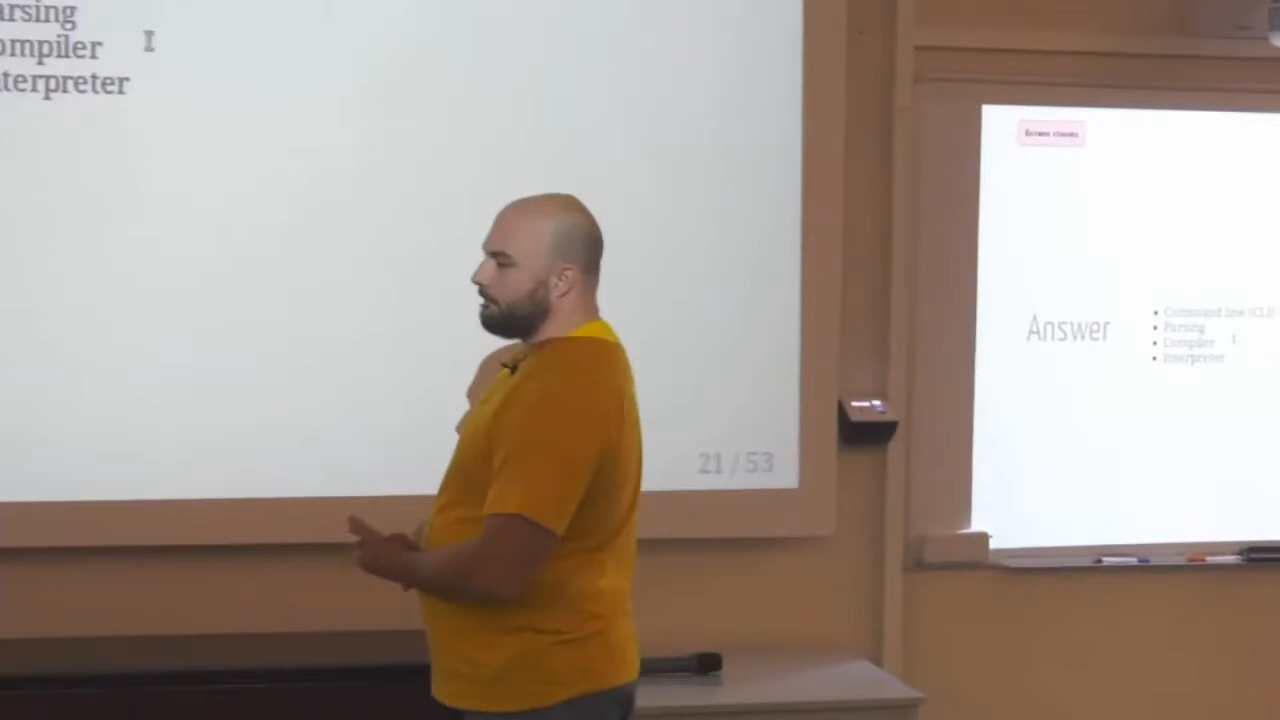 arsing
ompiler
terpreter
21 / 53
Answer
Command line (CLI)
Parsing
Compiler
Interpreter